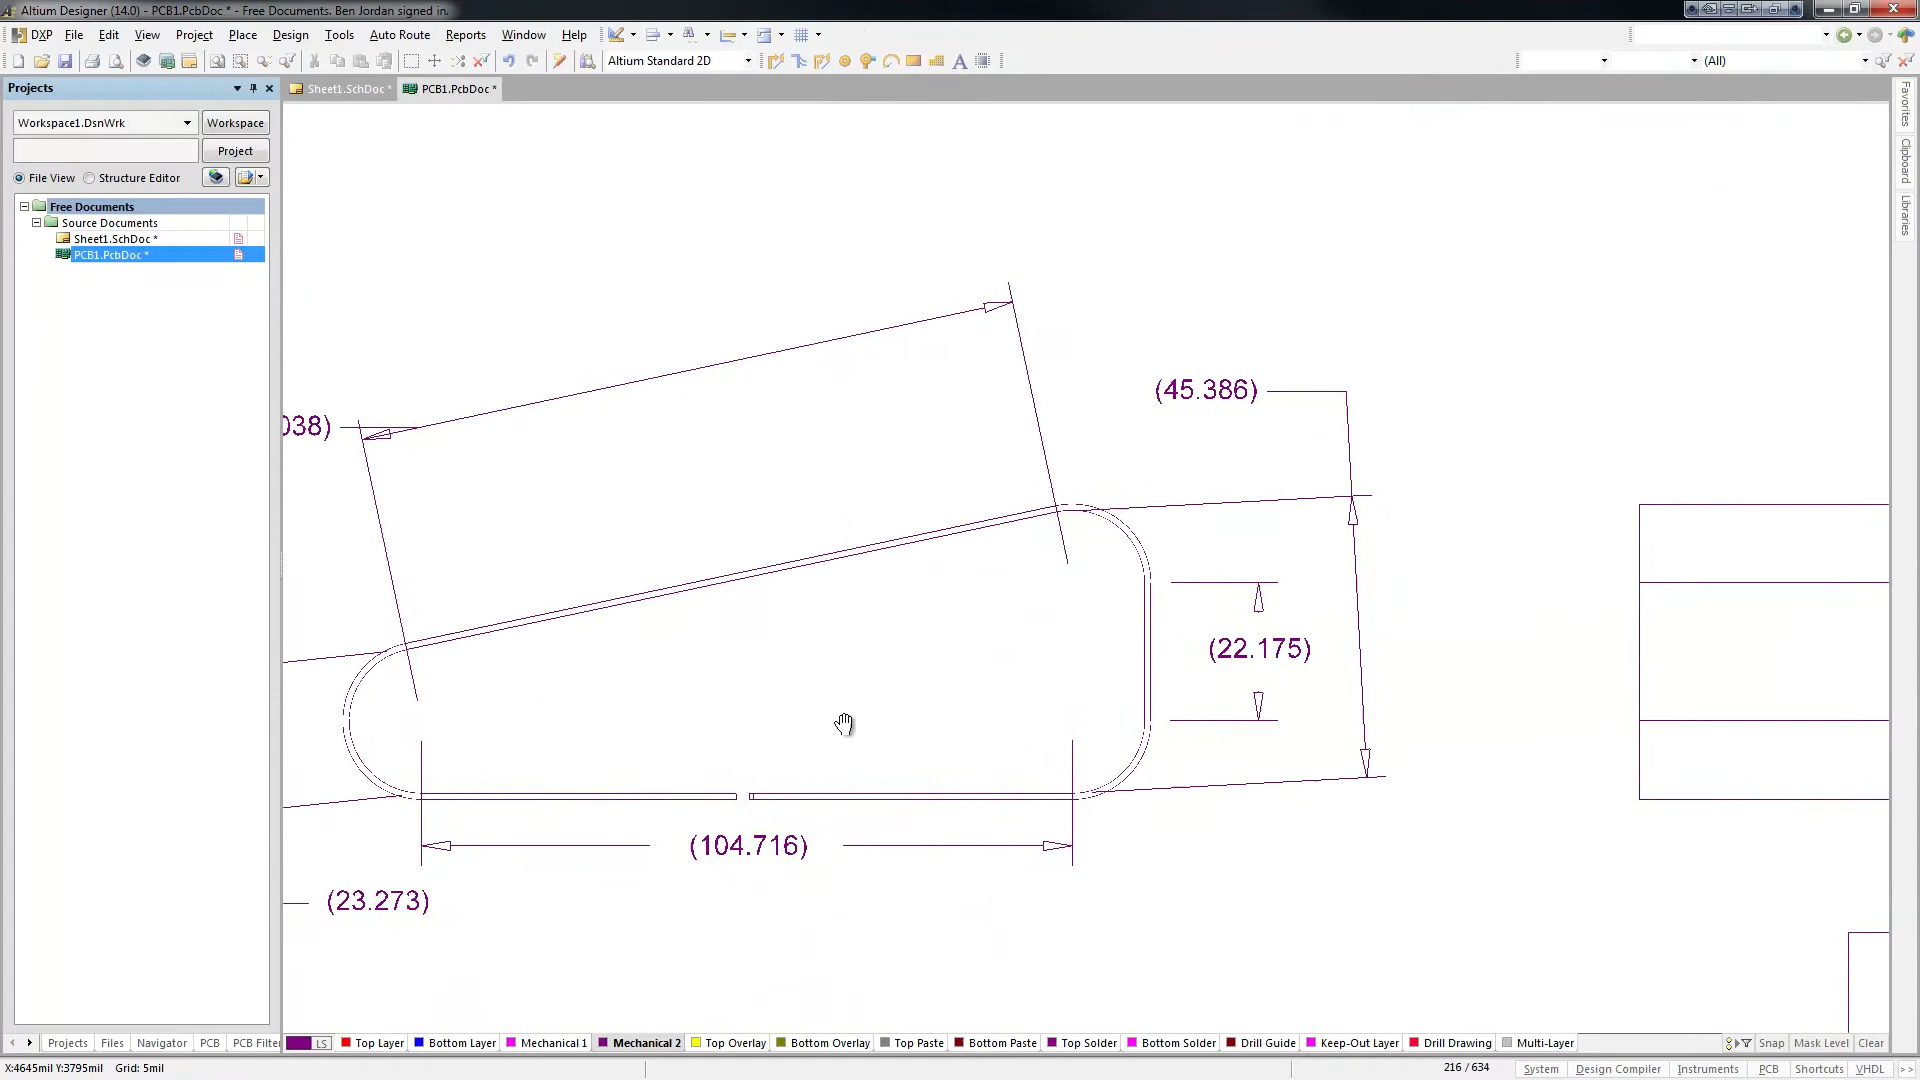 Altium Designer (14.0) - PCB1.PcbDoc * - Free Documents. Ben Jordan signed in.
DXP File Edit View Project Place Design Tools Auto Route Reports Window Help
Altium Standard 2D
(All)
Projects
Sheet1.SchDoc *
PCB1.PcbDoc *
Workspace1.DsnWrk
Workspace
Project
File View
Structure Editor
Free Documents
Source Documents
Sheet1.SchDoc *
PCB1.PcbDoc *
Favorites
Clipboard
Libraries
(45.386)
038)
(22.175)
(104.716)
(23.273)
Projects Files Navigator PCB PCB Filter
LS Top Layer Bottom Layer Mechanical 1 Mechanical 2 Top Overlay Bottom Overlay Top Paste Bottom Paste Top Solder Bottom Solder Drill Guide Keep-Out Layer Drill Drawing Multi-Layer
Snap Mask Level Clear
X:4645mil Y:3795mil Grid: 5mil
216 / 634
System Design Compiler Instruments PCB Shortcuts VHDL >>